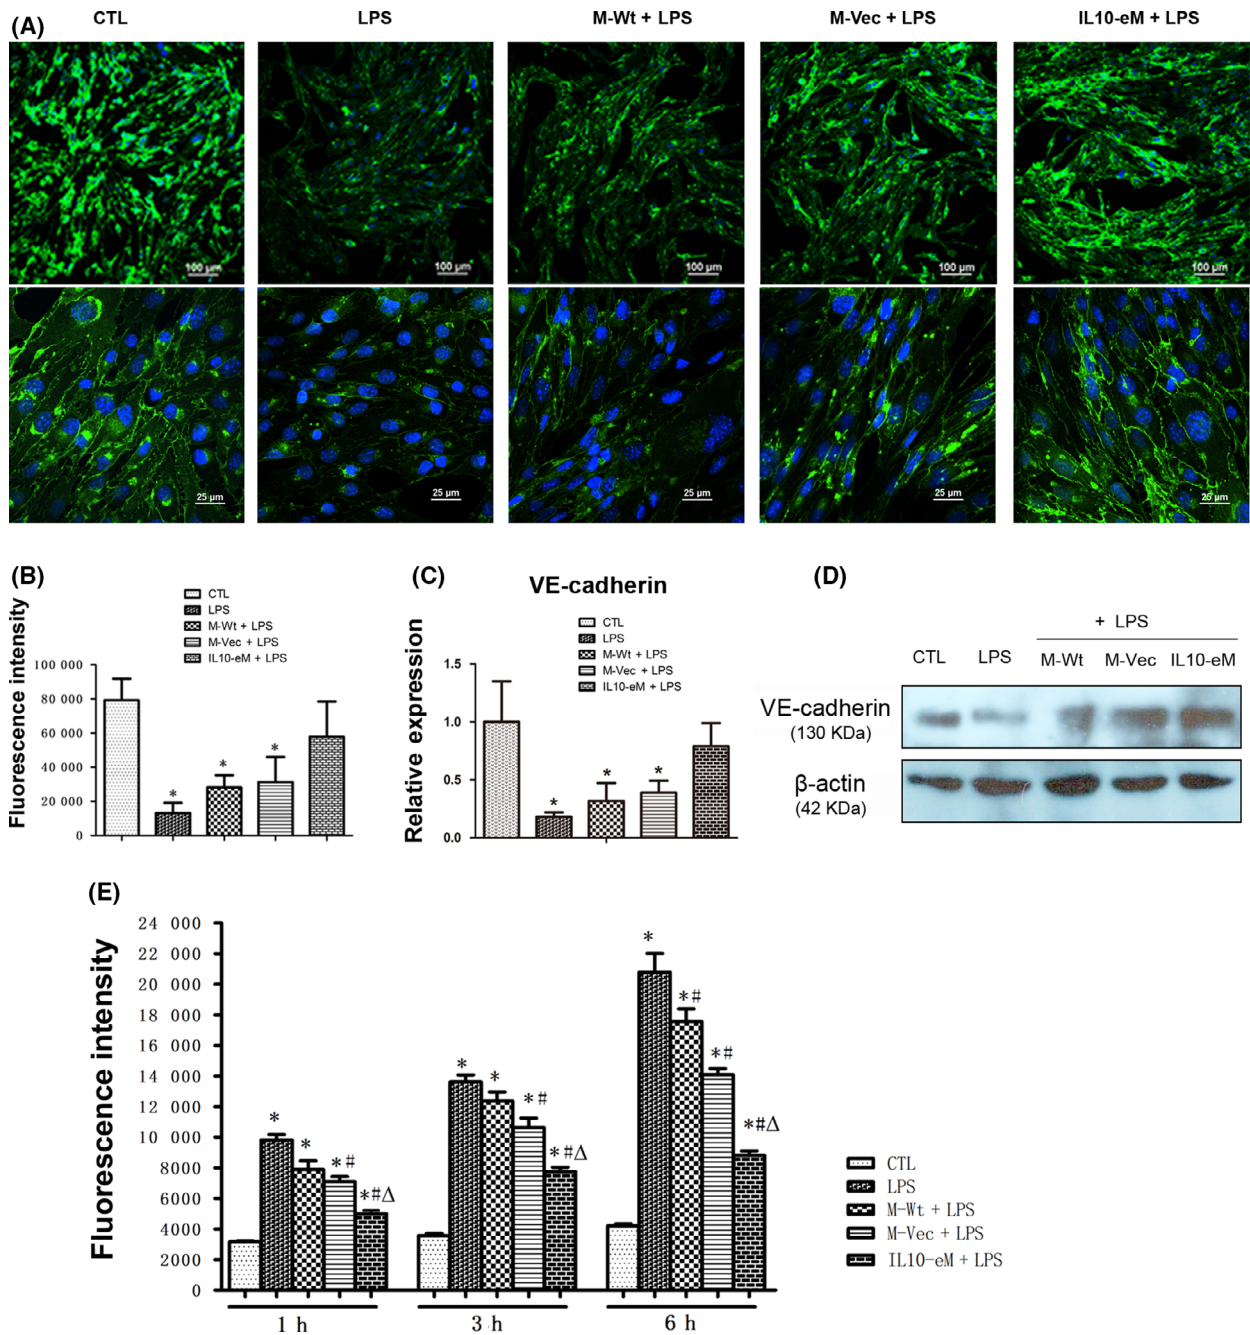 (A) CTL LPS M-Wt + LPS M-Vec + LPS IL10-eM + LPS
100 µm 100 µm 100 µm 100 µm 100 µm
25 µm 25 µm 25 µm 25 µm 25 µm
(B)
CTL
LPS
M-Wt + LPS
M-Vec + LPS
IL10-eM + LPS
Fluorescence intensity
100 000
80 000
60 000
40 000
20 000
0
* * *
(C)
VE-cadherin
CTL
LPS
M-Wt + LPS
M-Vec + LPS
IL10-eM + LPS
Relative expression
1.5
1.0
0.5
0.0
* * *
(D)
+ LPS
CTL LPS M-Wt M-Vec IL10-eM
VE-cadherin
(130 KDa)
β-actin
(42 KDa)
(E)
Fluorescence intensity
24 000
22 000
20 000
18 000
16 000
14 000
12 000
10 000
8000
6000
4000
2000
0
* * *# *#Δ
* * *# *#Δ
* *# *# *#Δ
1 h 3 h 6 h
CTL
LPS
M-Wt + LPS
M-Vec + LPS
IL10-eM + LPS